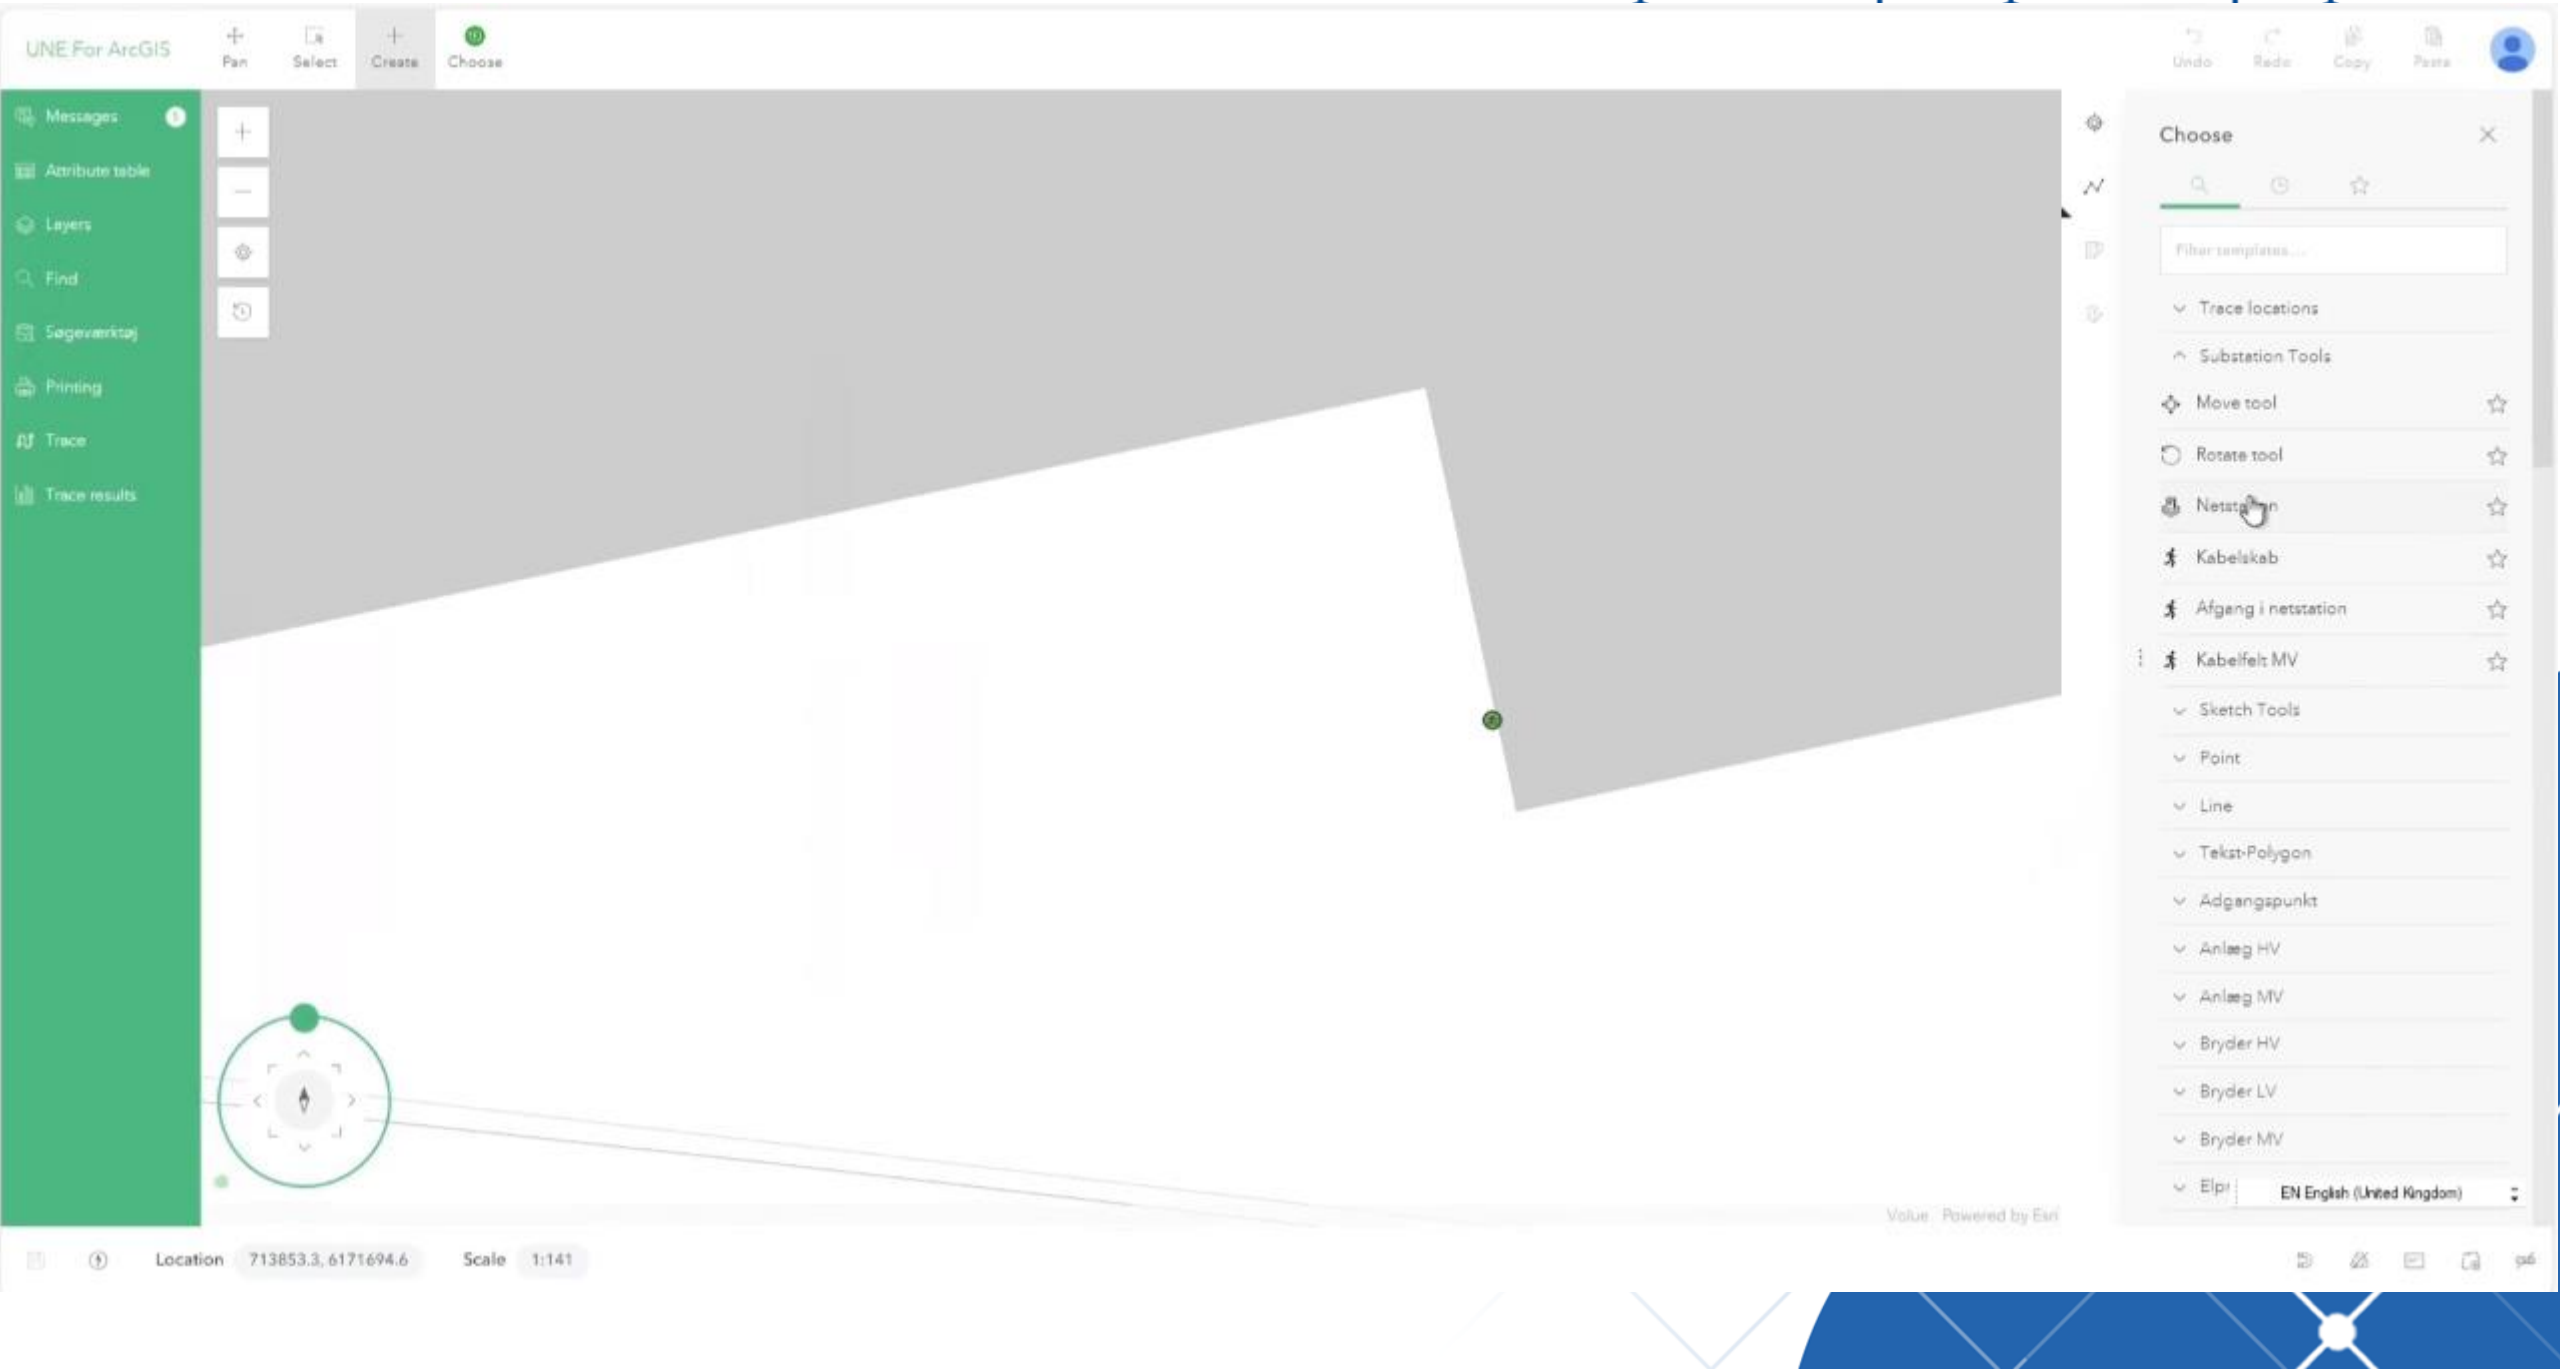 UNE For ArcGIS
Pan
Select
Create
Choose
Undo
Redo
Copy
Paste
Messages
Attribute table
Layers
Find
Søgeværktøj
Printing
Trace
Trace results
Choose
Filter templates...
Trace locations
Substation Tools
Move tool
Rotate tool
Kabelskab
Afgang i netstation
Kabelfelt MV
Sketch Tools
Point
Line
Tekst-Polygon
Adgangspunkt
Anlæg HV
Anlæg MV
Bryder HV
Bryder LV
Bryder MV
EN English (United Kingdom)
Powered by Esri
Location 713853.3, 6171694.6 Scale 1:141